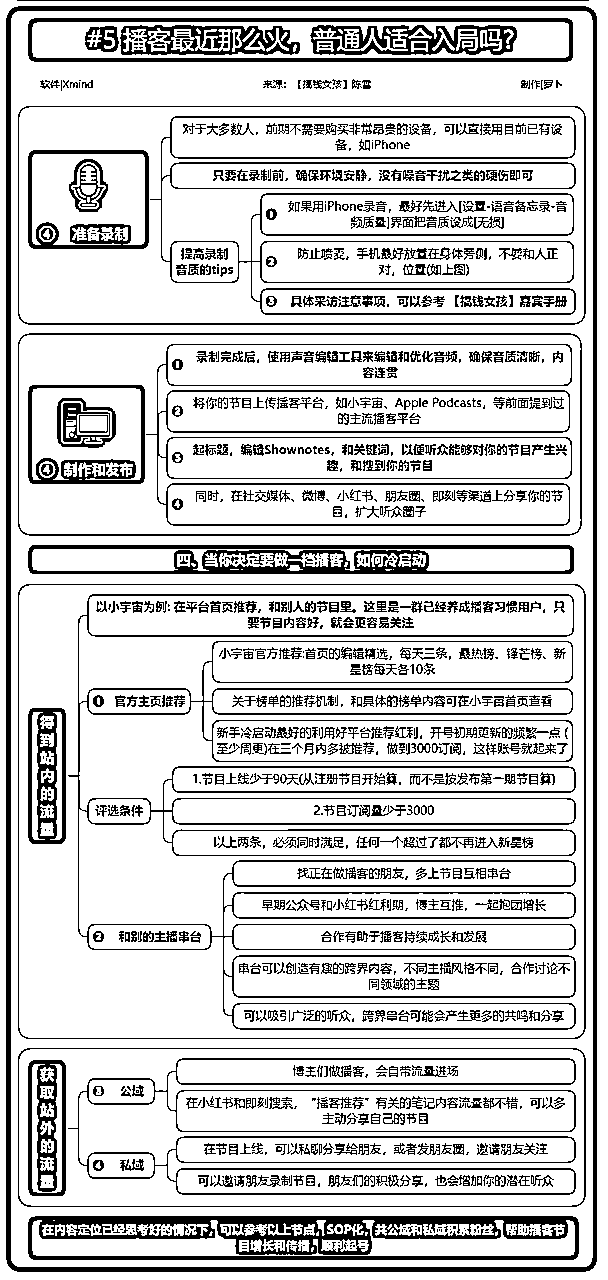 #5 播客最近那么火，普通人适合入局吗？
软件|Xmind 来源：【搞钱女孩】陈雪 制作|萝卜
对于大多数人，前期不需要购买非常昂贵的设备，可以直接用目前已有设
备，如iPhone
只要在录制前，确保环境安静，没有噪音干扰之类的硬伤即可
④ 准备录制
提高录制
音质的tips
❶ 如果用iPhone录音，最好先进入[设置-语音备忘录-音
频质量]界面把音质设成[无损]
❷ 防止喷麦，手机最好放置在身体旁侧，不要和人正
对，位置(如上图)
❸ 具体采访注意事项，可以参考 【搞钱女孩】嘉宾手册
④ 制作和发布
❶ 录制完成后，使用声音编辑工具来编辑和优化音频，确保音质清晰，内
容连贯
❷ 将你的节目上传播客平台，如小宇宙、Apple Podcasts，等前面提到过
的主流播客平台
❸ 起标题，编辑Shownotes，和关键词，以便听众能够对你的节目产生兴
趣，和搜到你的节目
❹ 同时，在社交媒体、微博、小红书、朋友圈、即刻等渠道上分享你的节
目，扩大听众圈子
四、当你决定要做一档播客，如何冷启动
得到站内的流量
以小宇宙为例: 在平台首页推荐，和别人的节目里。这里是一群已经养成播客习惯用户，只
要节目内容好，就会更容易关注
❶ 官方主页推荐
小宇宙官方推荐:首页的编辑精选，每天三条，最热榜、锋芒榜、新
星榜每天各10条
关于榜单的推荐机制，和具体的榜单内容可在小宇宙首页查看
新手冷启动最好的利用好平台推荐红利，开号初期更新的频繁一点 (
至少周更)在三个月内多被推荐，做到3000订阅，这样账号就起来了
评选条件
1.节目上线少于90天(从注册节目开始算，而不是按发布第一期节目算)
2.节目订阅量少于3000
以上两条，必须同时满足，任何一个超过了都不再进入新星榜
❷ 和别的主播串台
找正在做播客的朋友，多上节目互相串台
早期公众号和小红书红利期，博主互推，一起抱团增长
合作有助于播客持续成长和发展
串台可以创造有趣的跨界内容，不同主播风格不同，合作讨论不
同领域的主题
可以吸引广泛的听众，跨界串台可能会产生更多的共鸣和分享
获取站外的流量
❸ 公域
博主们做播客，会自带流量进场
在小红书和即刻搜索，“播客推荐”有关的笔记内容流量都不错，可以多
主动分享自己的节目
❹ 私域
在节目上线，可以私聊分享给朋友，或者发朋友圈，邀请朋友关注
可以邀请朋友录制节目，朋友们的积极分享，也会增加你的潜在听众
在内容定位已经思考好的情况下，可以参考以上节点，SOP化，共公域和私域积累粉丝，帮助播客节
目增长和传播，顺利起号